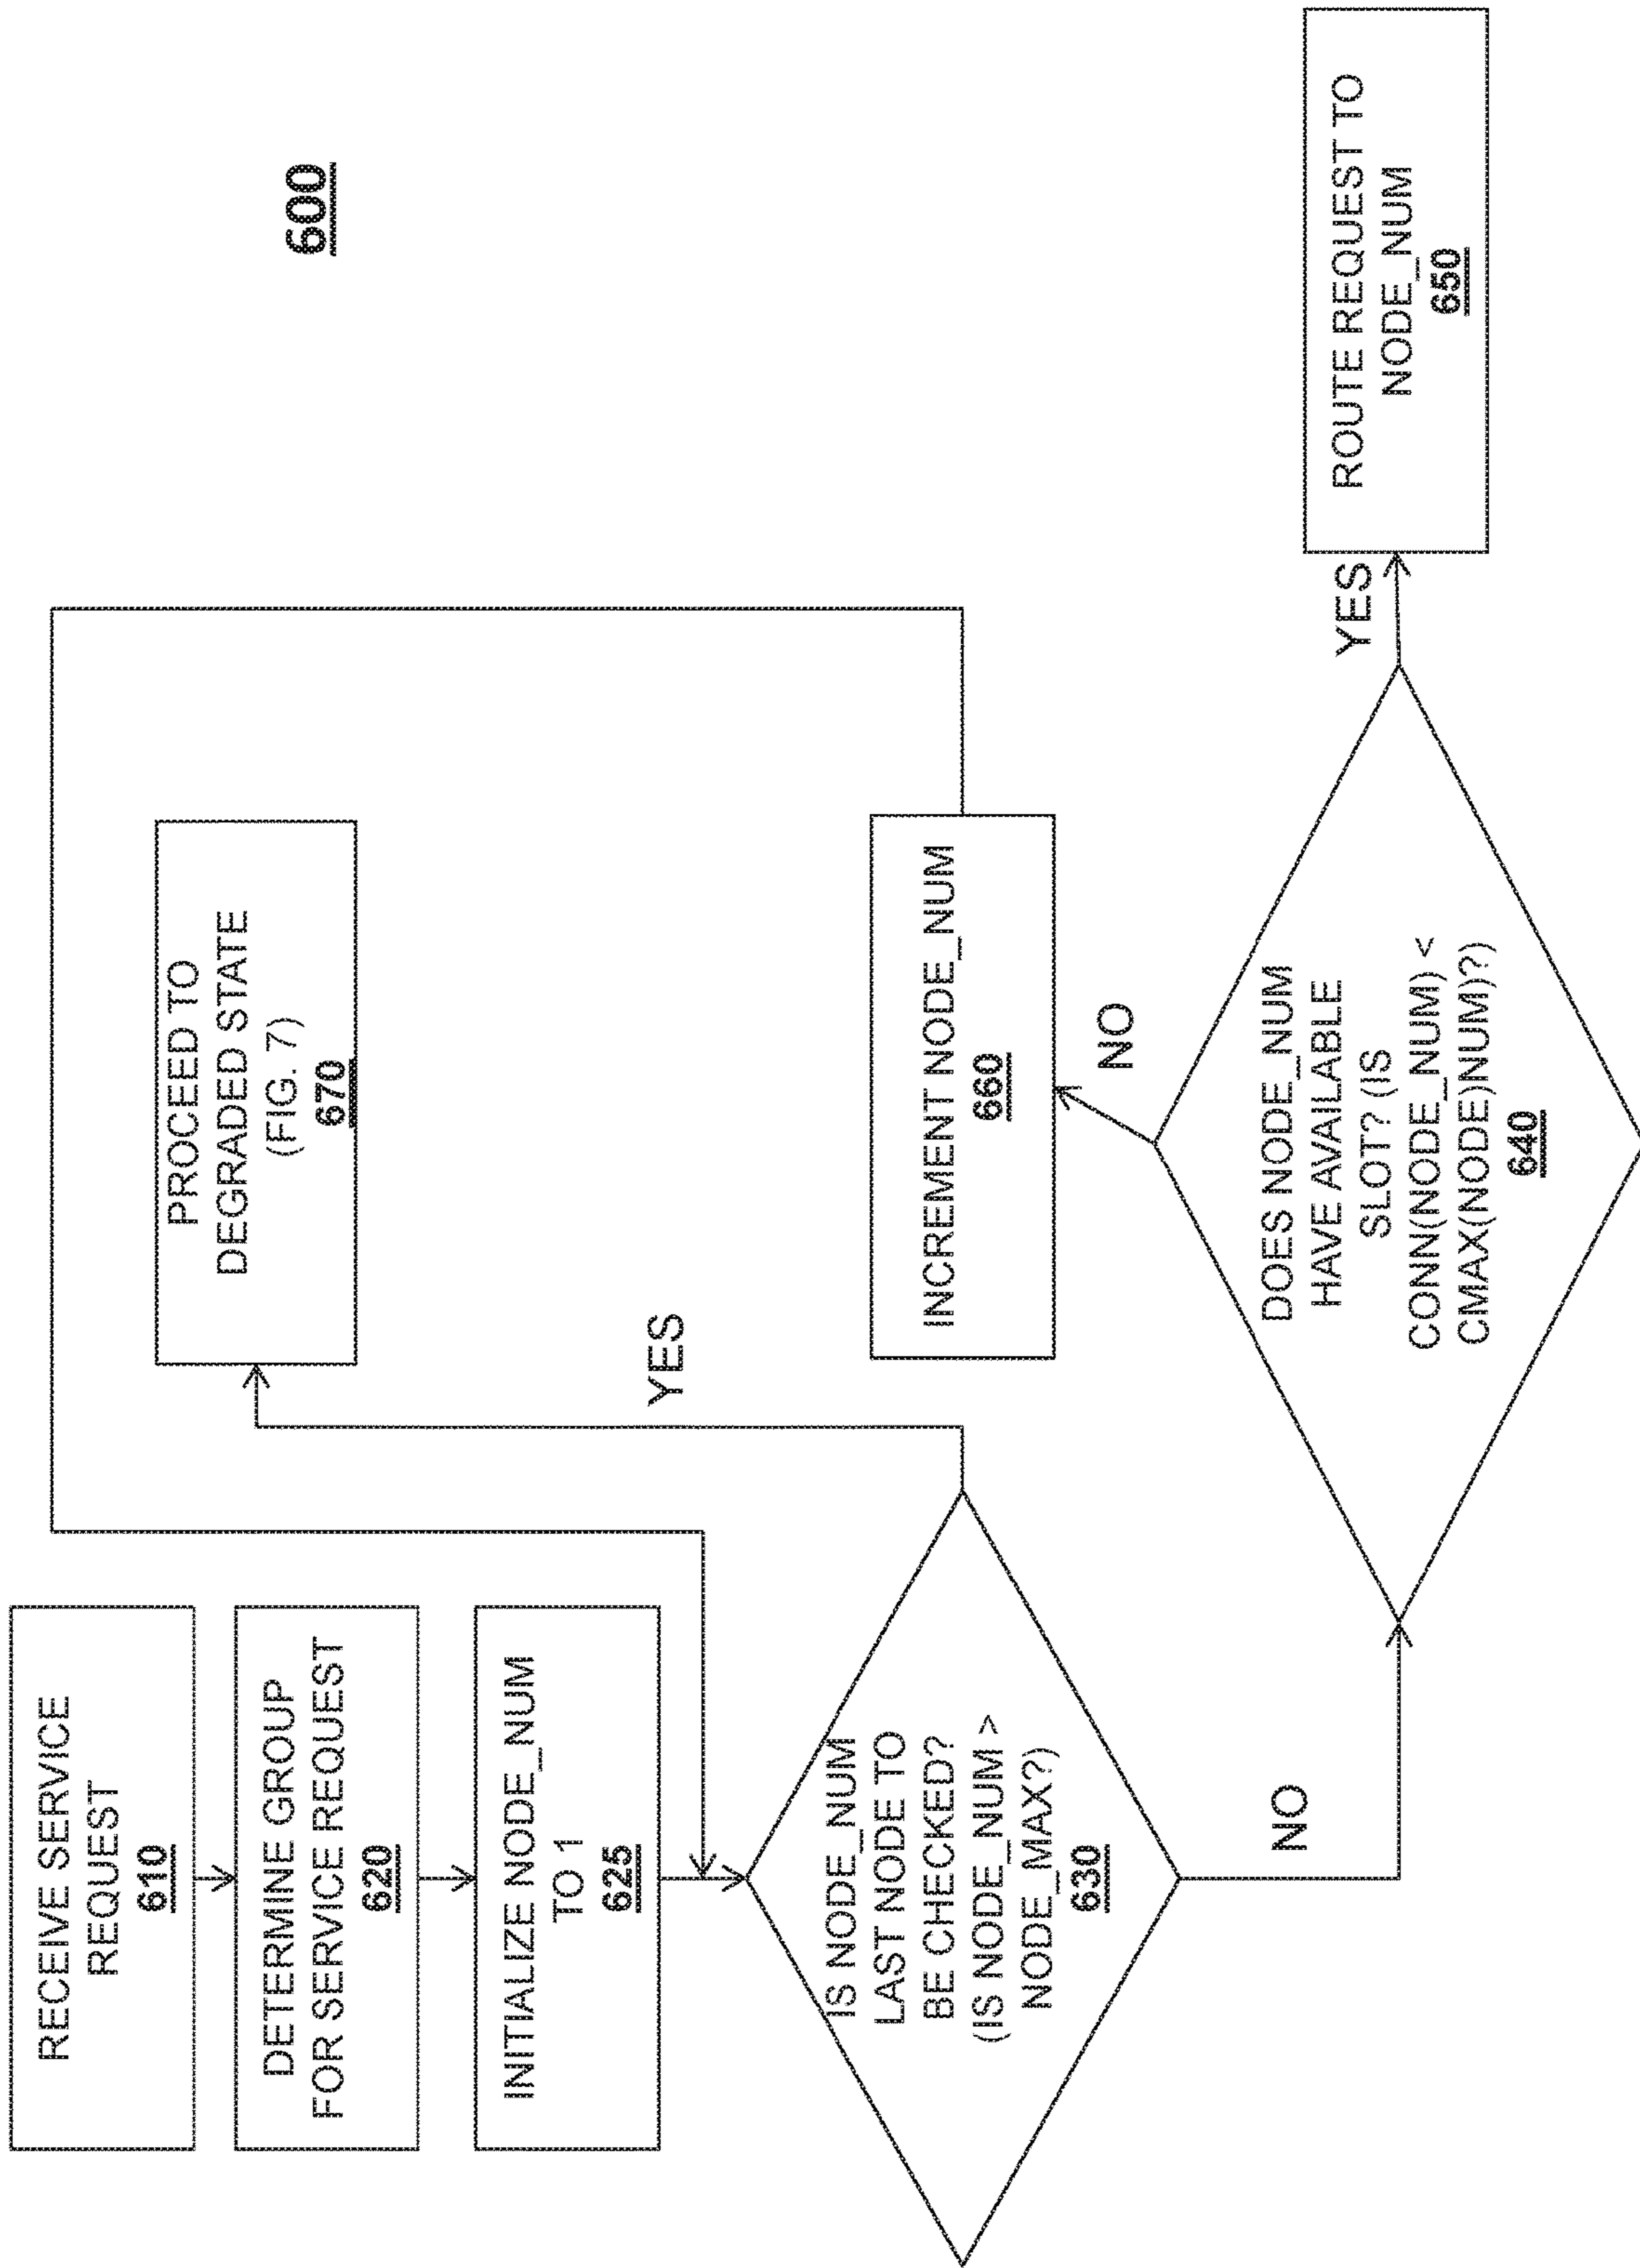 600
RECEIVE SERVICE
REQUEST
610
DETERMINE GROUP
FOR SERVICE REQUEST
620
INITIALIZE NODE_NUM
TO 1
625
IS NODE_NUM
LAST NODE TO
BE CHECKED?
(IS NODE_NUM >
NODE_MAX?)
630
YES
PROCEED TO
DEGRADED STATE
(FIG. 7)
670
NO
DOES NODE_NUM
HAVE AVAILABLE
SLOT? (IS
CONN(NODE_NUM) <
CMAX(NODE)NUM)?)
640
NO
INCREMENT NODE_NUM
660
YES
ROUTE REQUEST TO
NODE_NUM
650